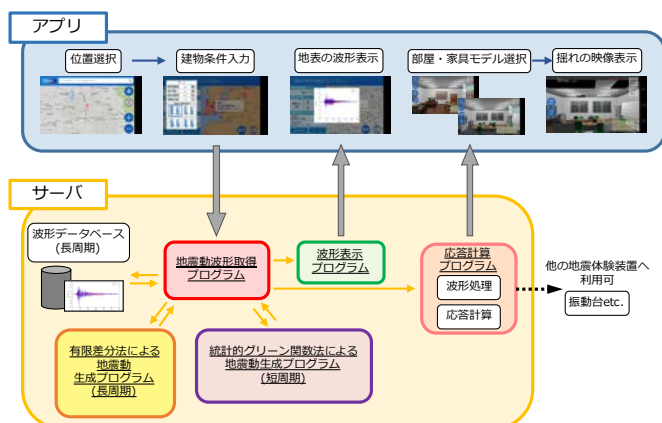 アプリ
位置選択
建物条件入力
地表の波形表示
部屋・家具モデル選択
揺れの映像表示
サーバ
波形データベース
(長周期)
地震動波形取得
プログラム
波形表示
プログラム
応答計算
プログラム
波形処理
応答計算
他の地震体験装置へ
利用可
振動台etc.
有限差分法による
地震動
生成プログラム
(長周期)
統計的グリーン関数法による
地震動生成プログラム
(短周期)